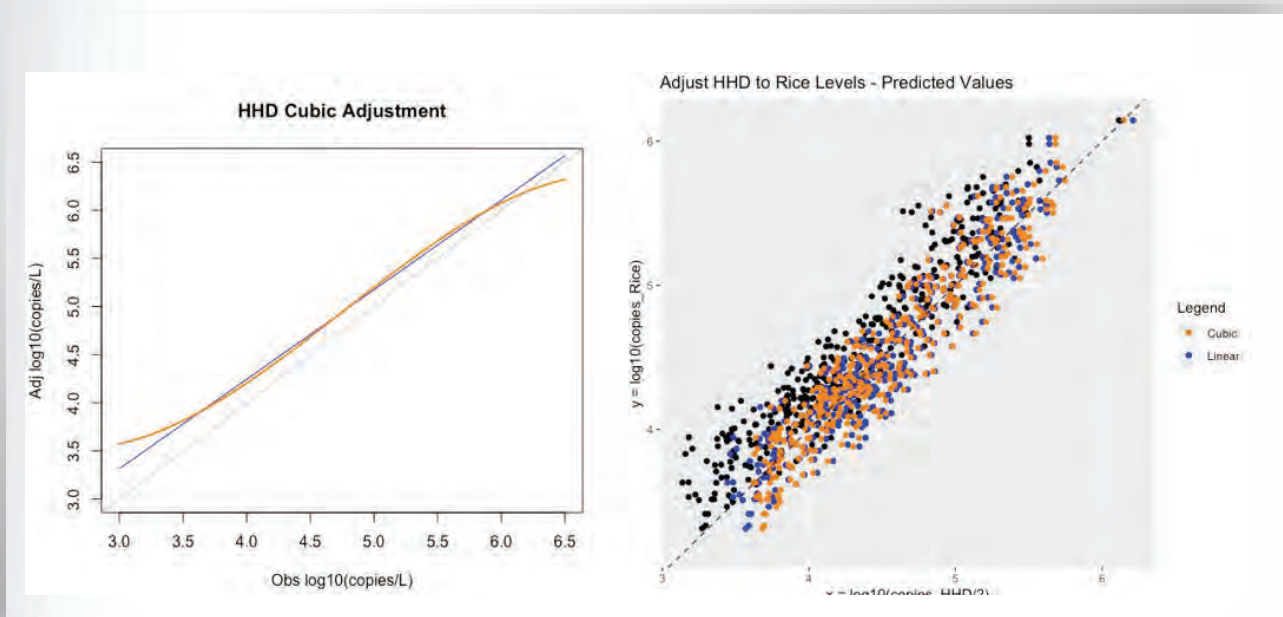 HHD Cubic Adjustment
Adj log10(copies/L)
6.5
6.0
5.5
5.0
4.5
4.0
3.5
3.0
3.0 3.5 4.0 4.5 5.0 5.5 6.0 6.5
Obs log10(copies/L)
Adjust HHD to Rice Levels - Predicted Values
y = log10(copies_Rice)
6
5
4
3 4 5 6
x = log10(copies_HHD/2)
Legend
Cubic
Linear